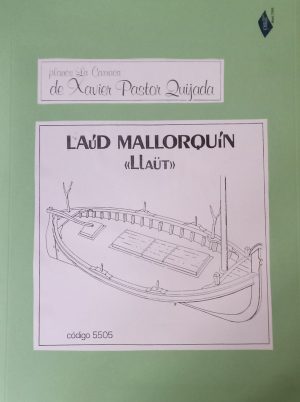 planos La Carraca
de Xavier Pastor Quijada
LAúD MALLORQUíN
«LLAÜT»
código 5505